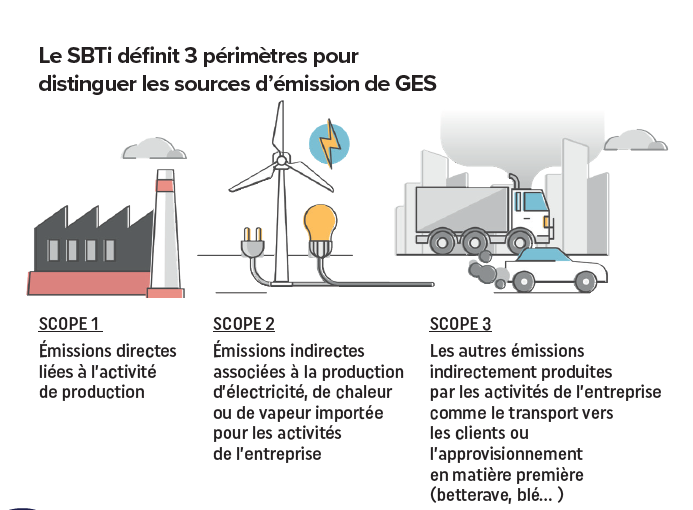 Le SBTi définit 3 périmètres pour
distinguer les sources d'émission de GES
SCOPE 1
Émissions directes
liées à l'activité
de production
SCOPE 2
Émissions indirectes
associées à la production
d'électricité, de chaleur
ou de vapeur importée
pour les activités
de l'entreprise
SCOPE 3
Les autres émissions
indirectement produites
par les activités de l'entreprise
comme le transport vers
les clients ou
l'approvisionnement
en matière première
(betterave, blé... )